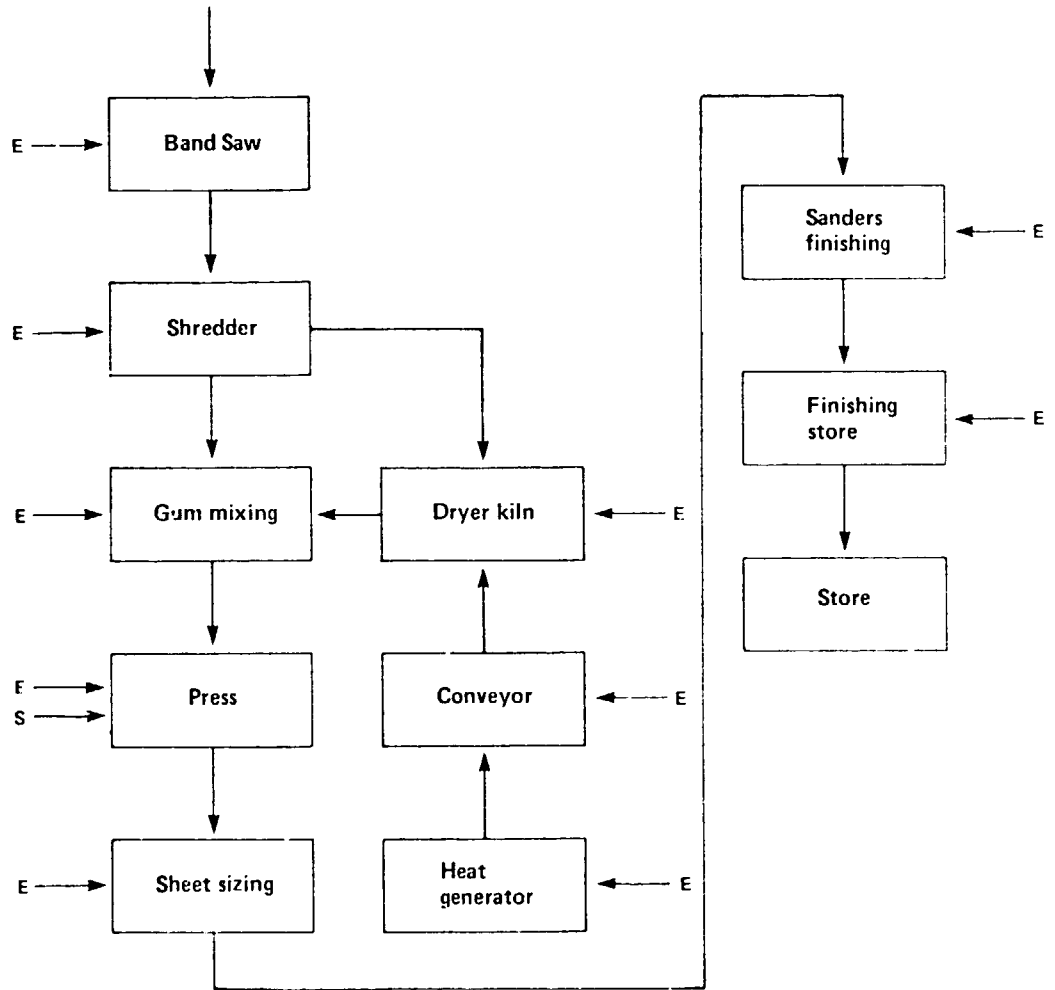 E
Band Saw
E
Shredder
E
Gum mixing
E
S
Press
E
Sheet sizing
Dryer kiln
E
Conveyor
E
Heat
generator
E
Sanders
finishing
E
Finishing
store
E
Store